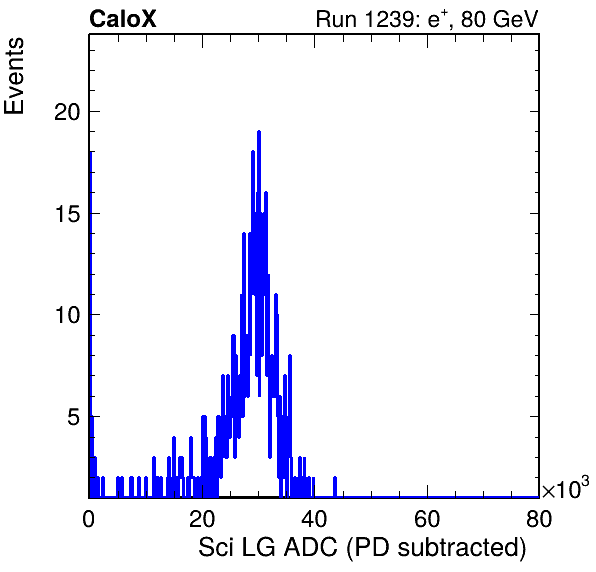 CaloX Run 1239: e⁺, 80 GeV
Events
20
15
10
5
0 20 40 60 80
×10³
Sci LG ADC (PD subtracted)